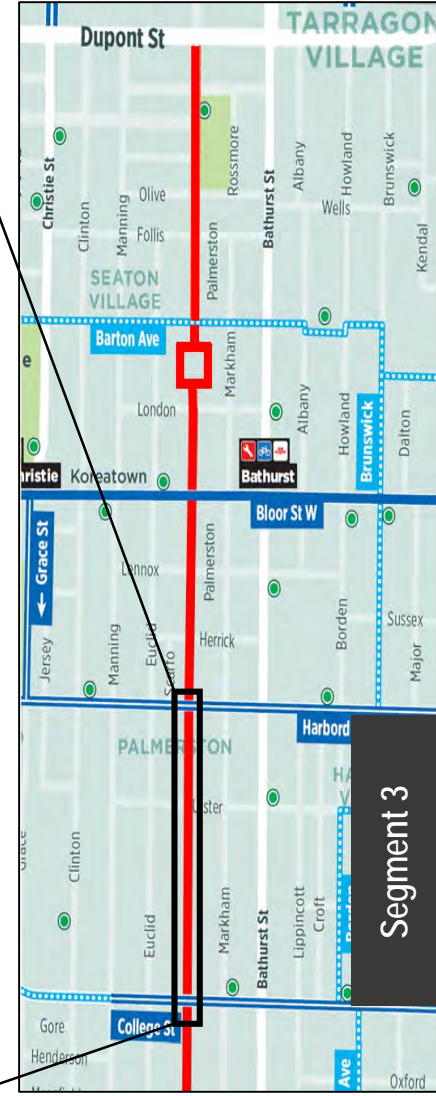 TARRAGON
VILLAGE
Dupont St
Christie St
Clinton
Manning
Olive
Follis
Palmerston
Rossmore
Bathurst St
Albany
Howland
Wells
Brunswick
Kendal
SEATON
VILLAGE
Barton Ave
Markham
London
Albany
Howland
Brunswick
Dalton
Koreatown
Bathurst
Bloor St W
← Grace St
Jersey
Manning
Lennox
Euclid
Palmerston
Herrick
Borden
Sussex
Major
Harbord
PALMERSTON
Ulster
Clinton
Euclid
Markham
Bathurst St
Lippincott
Croft
Segment 3
Gore
Henderson
College St
Ave
Oxford